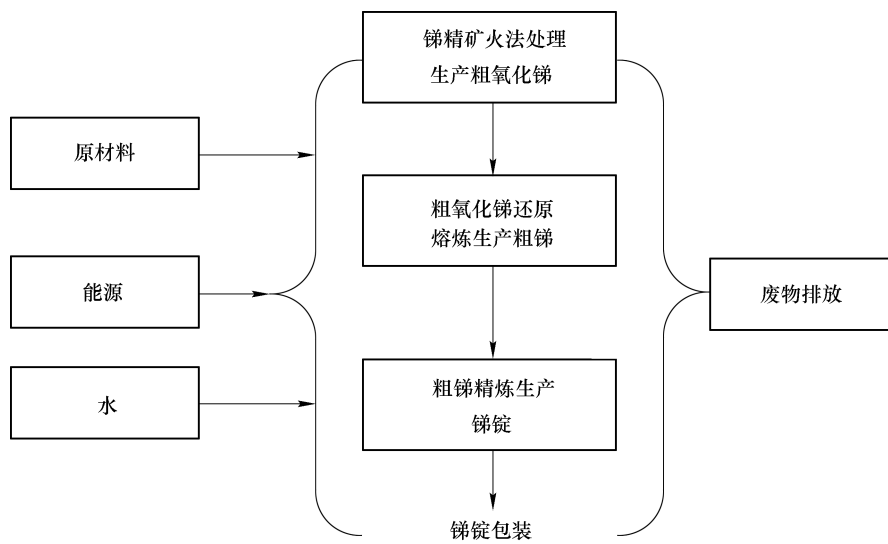 锑精矿火法处理
生产粗氧化锑
原材料
粗氧化锑还原
熔炼生产粗锑
能源
废物排放
水
粗锑精炼生产
锑锭
锑锭包装